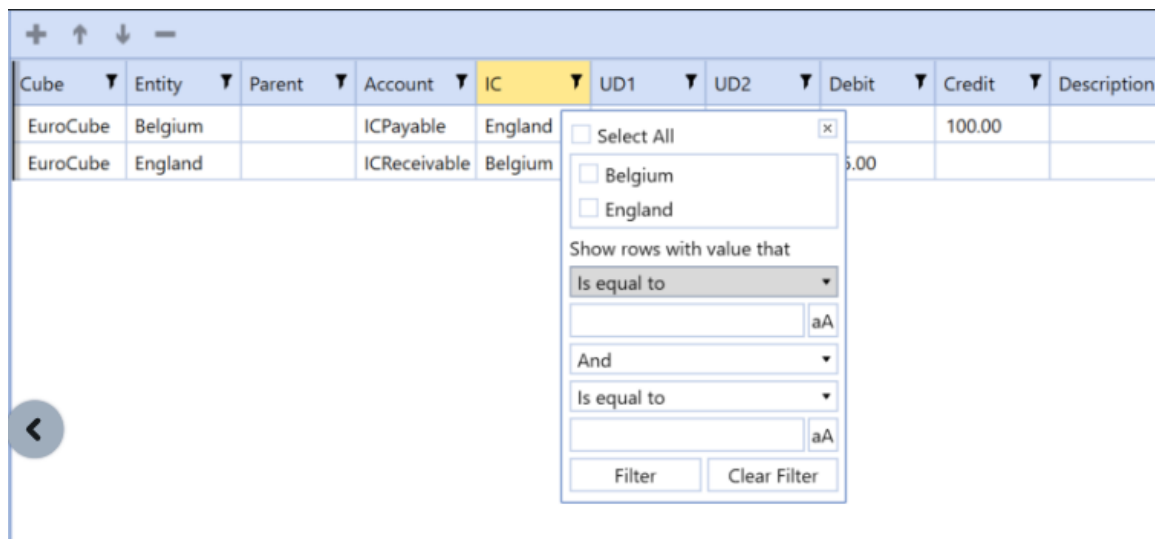 Cube Entity Parent Account IC UD1 UD2 Debit Credit Description
EuroCube Belgium ICPayable England 100.00
EuroCube England ICReceivable Belgium 5.00
Select All
Belgium
England
Show rows with value that
Is equal to
aA
And
Is equal to
aA
Filter Clear Filter